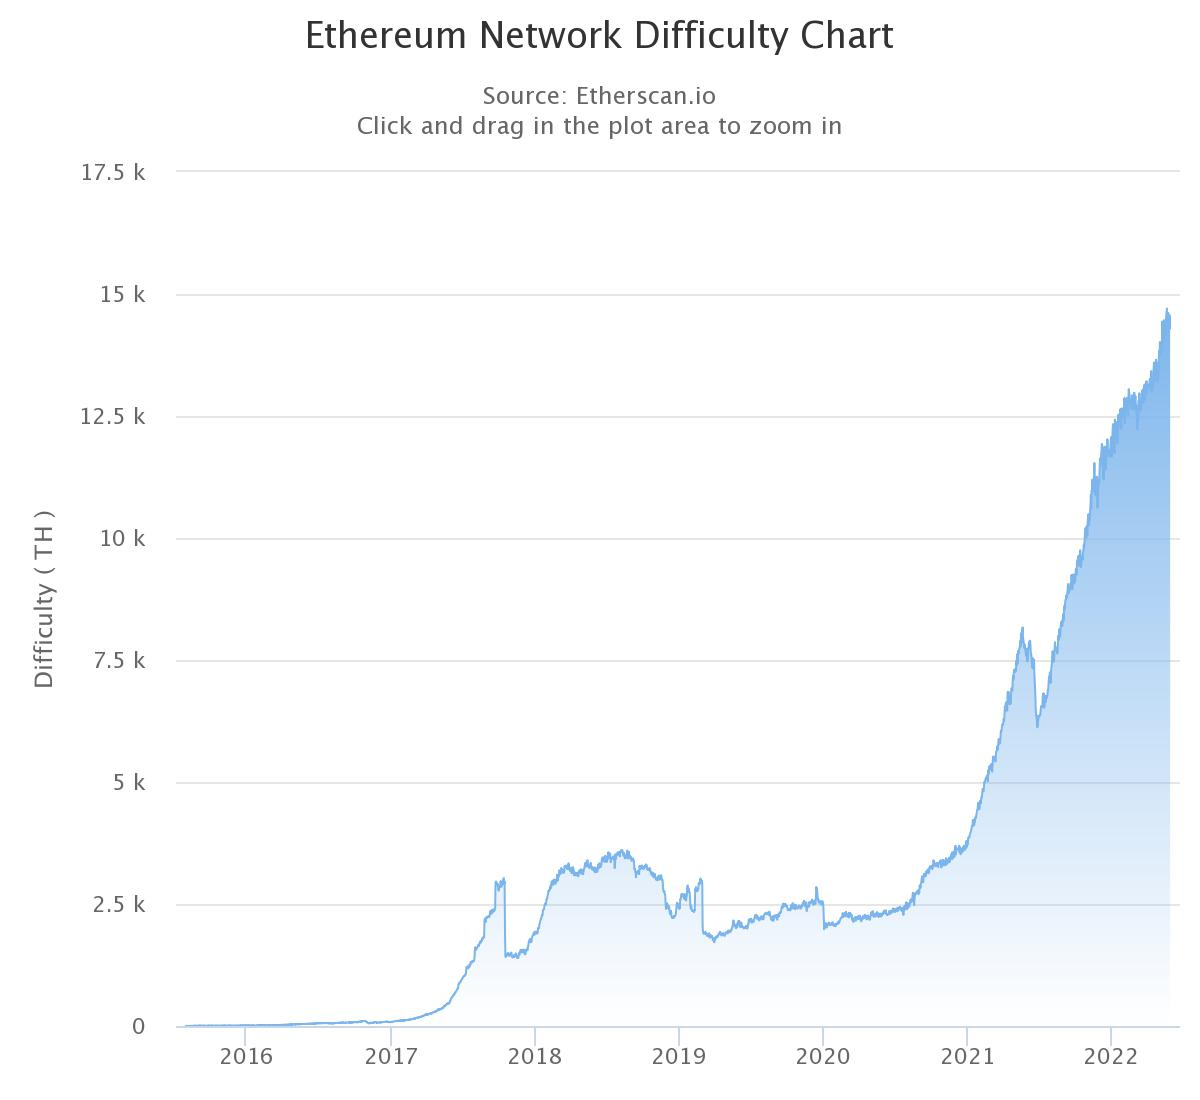 Ethereum Network Difficulty Chart
Source: Etherscan.io
Click and drag in the plot area to zoom in
17.5 k
15 k
12.5 k
10 k
7.5 k
5 k
2.5 k
0
Difficulty ( TH )
2016 2017 2018 2019 2020 2021 2022